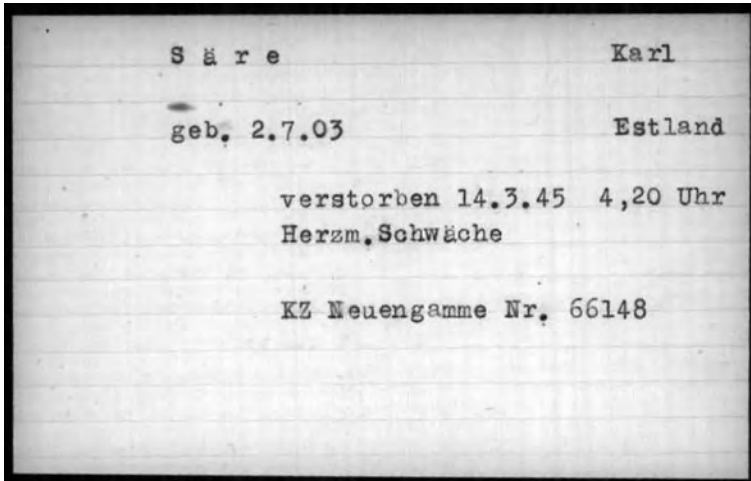 Säre Karl
geb. 2.7.03 Estland
verstorben 14.3.45 4,20 Uhr
Herzm.Schwäche
KZ Neuengamme Nr. 66148